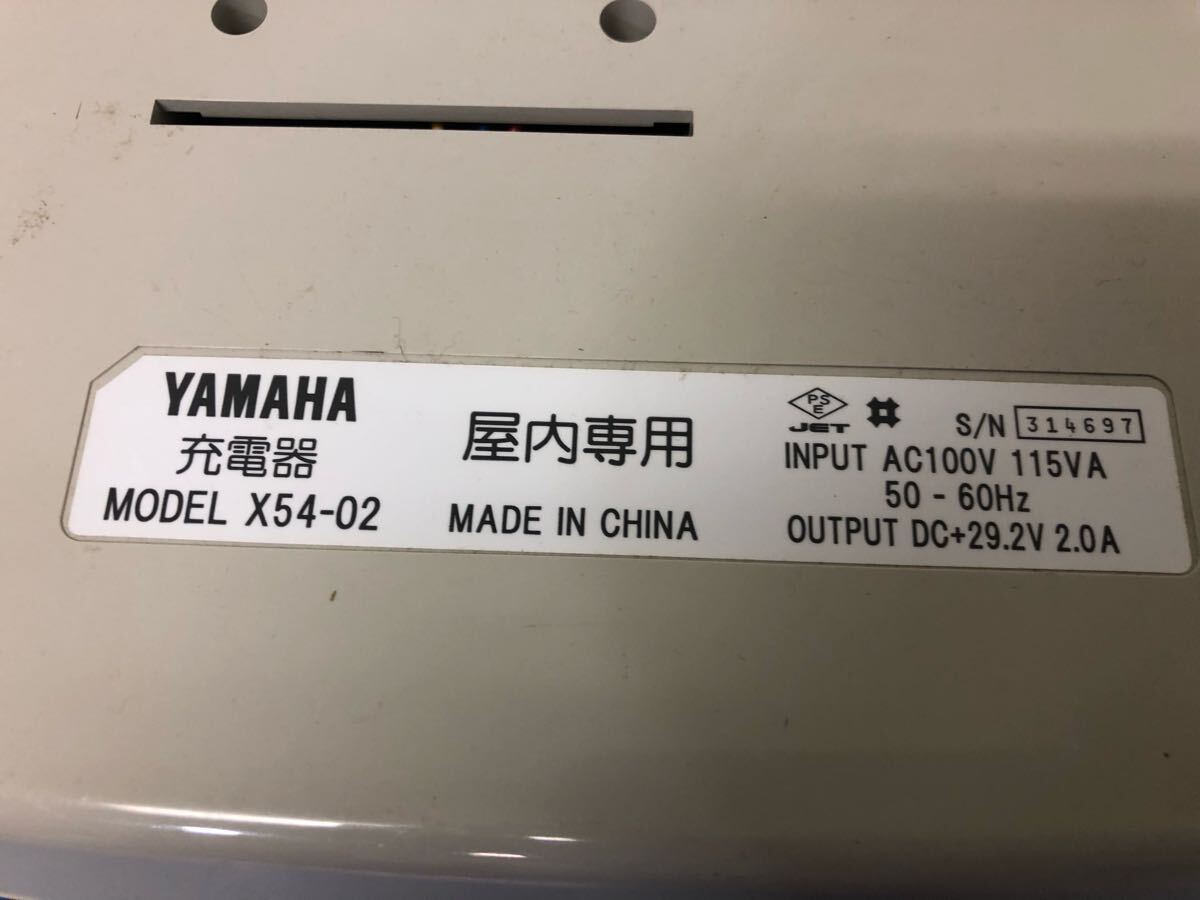 YAMAHA
充電器
MODEL X54-02
屋内専用
MADE IN CHINA
PS
E
JET
S/N 314697
INPUT AC100V 115VA
50 - 60Hz
OUTPUT DC+29.2V 2.0A